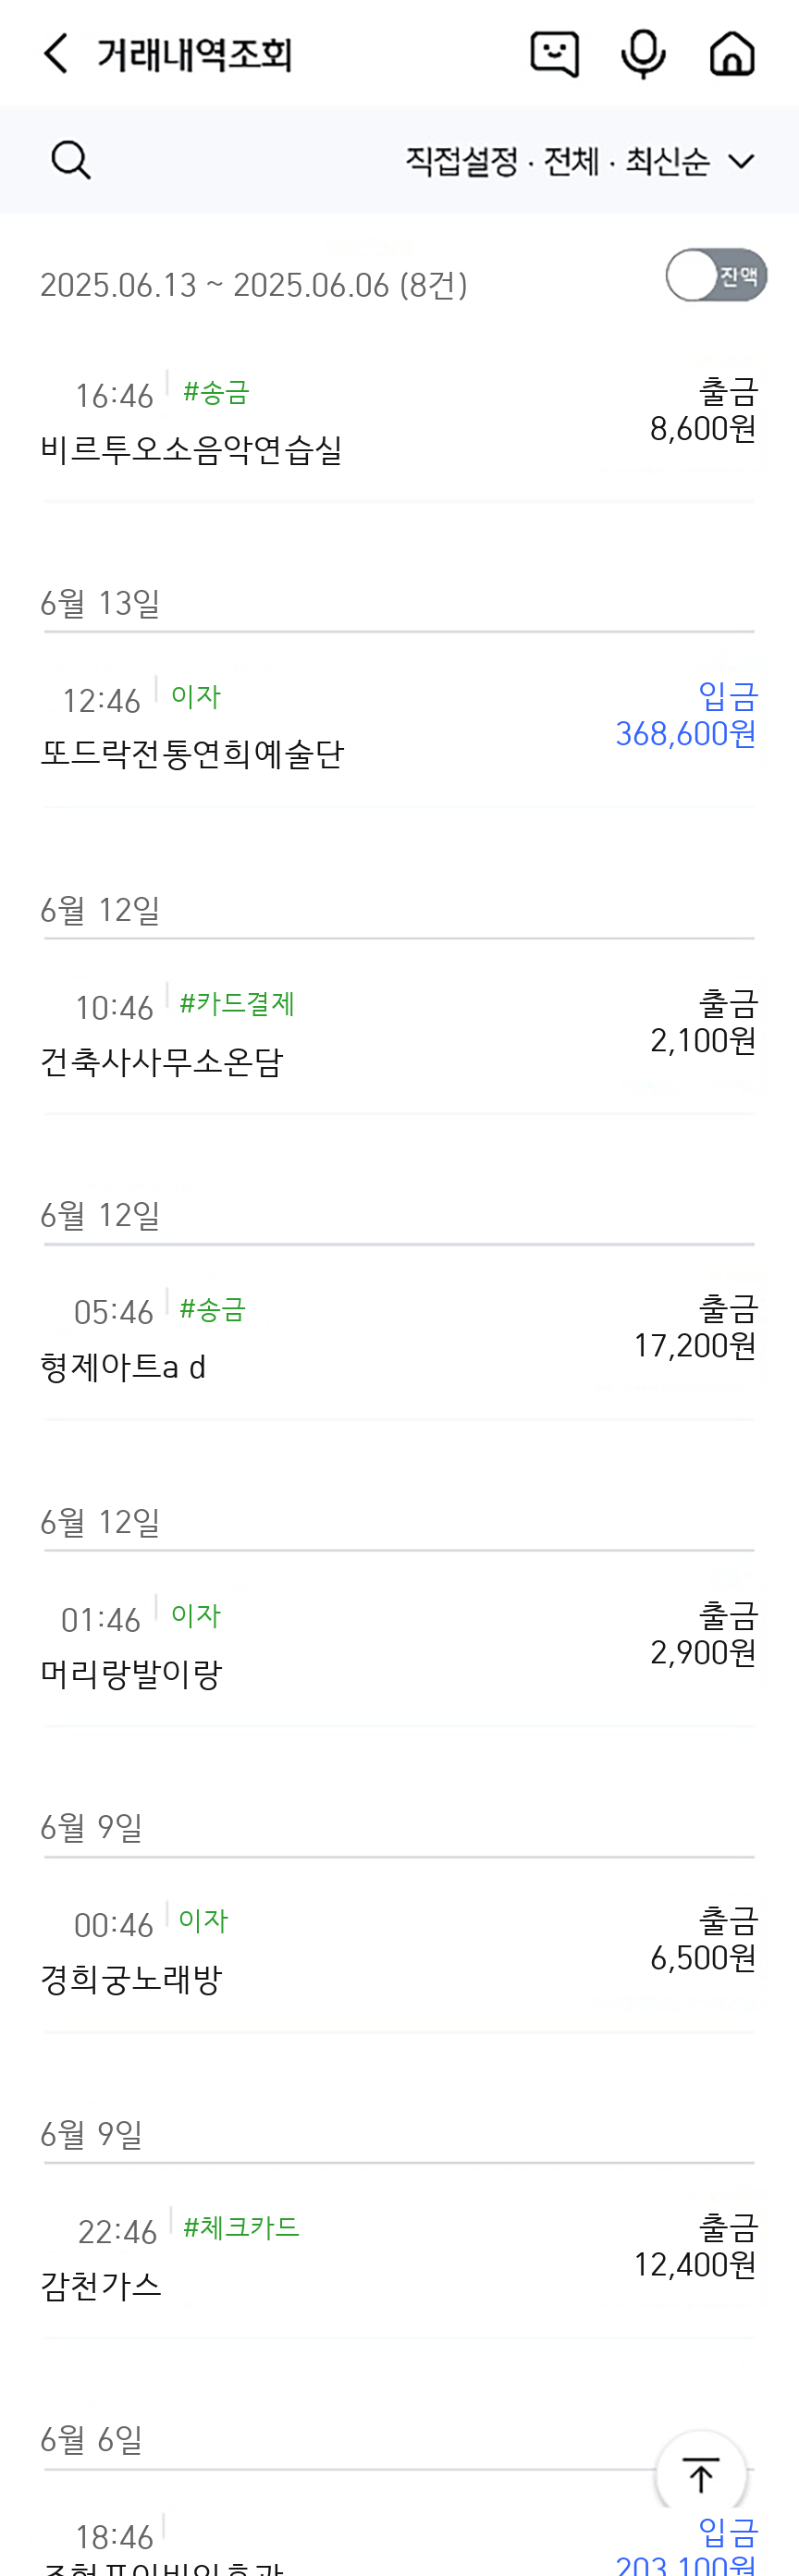 거래내역조회
직접설정 · 전체 · 최신순
2025.06.13 ~ 2025.06.06 (8건)
잔액
16:46 #송금
출금
비르투오소음악연습실
8,600원
6월 13일
12:46 이자
입금
또드락전통연희예술단
368,600원
6월 12일
10:46 #카드결제
출금
건축사사무소온담
2,100원
6월 12일
05:46 #송금
출금
형제아트a d
17,200원
6월 12일
01:46 이자
출금
머리랑발이랑
2,900원
6월 9일
00:46 이자
출금
경희궁노래방
6,500원
6월 9일
22:46 #체크카드
출금
감천가스
12,400원
6월 6일
18:46
입금
203,100원